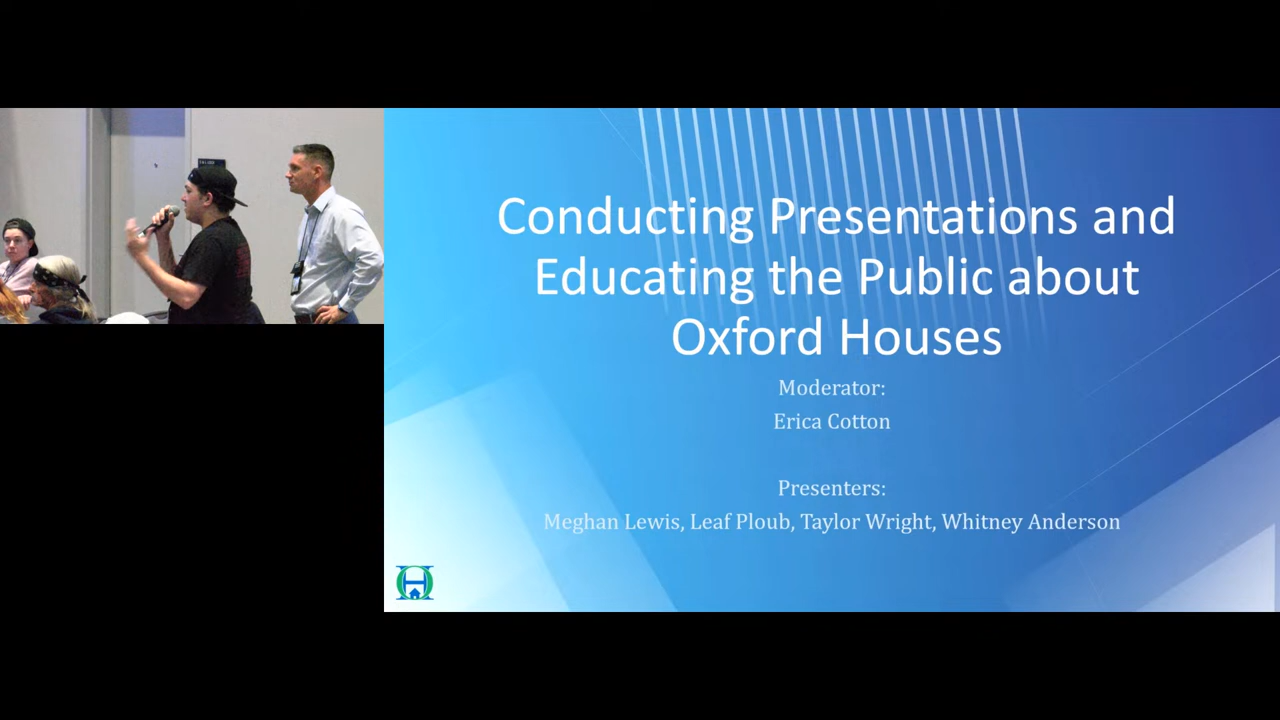 Conducting Presentations and
Educating the Public about
Oxford Houses
Moderator:
Erica Cotton
Presenters:
Meghan Lewis, Leaf Ploub, Taylor Wright, Whitney Anderson